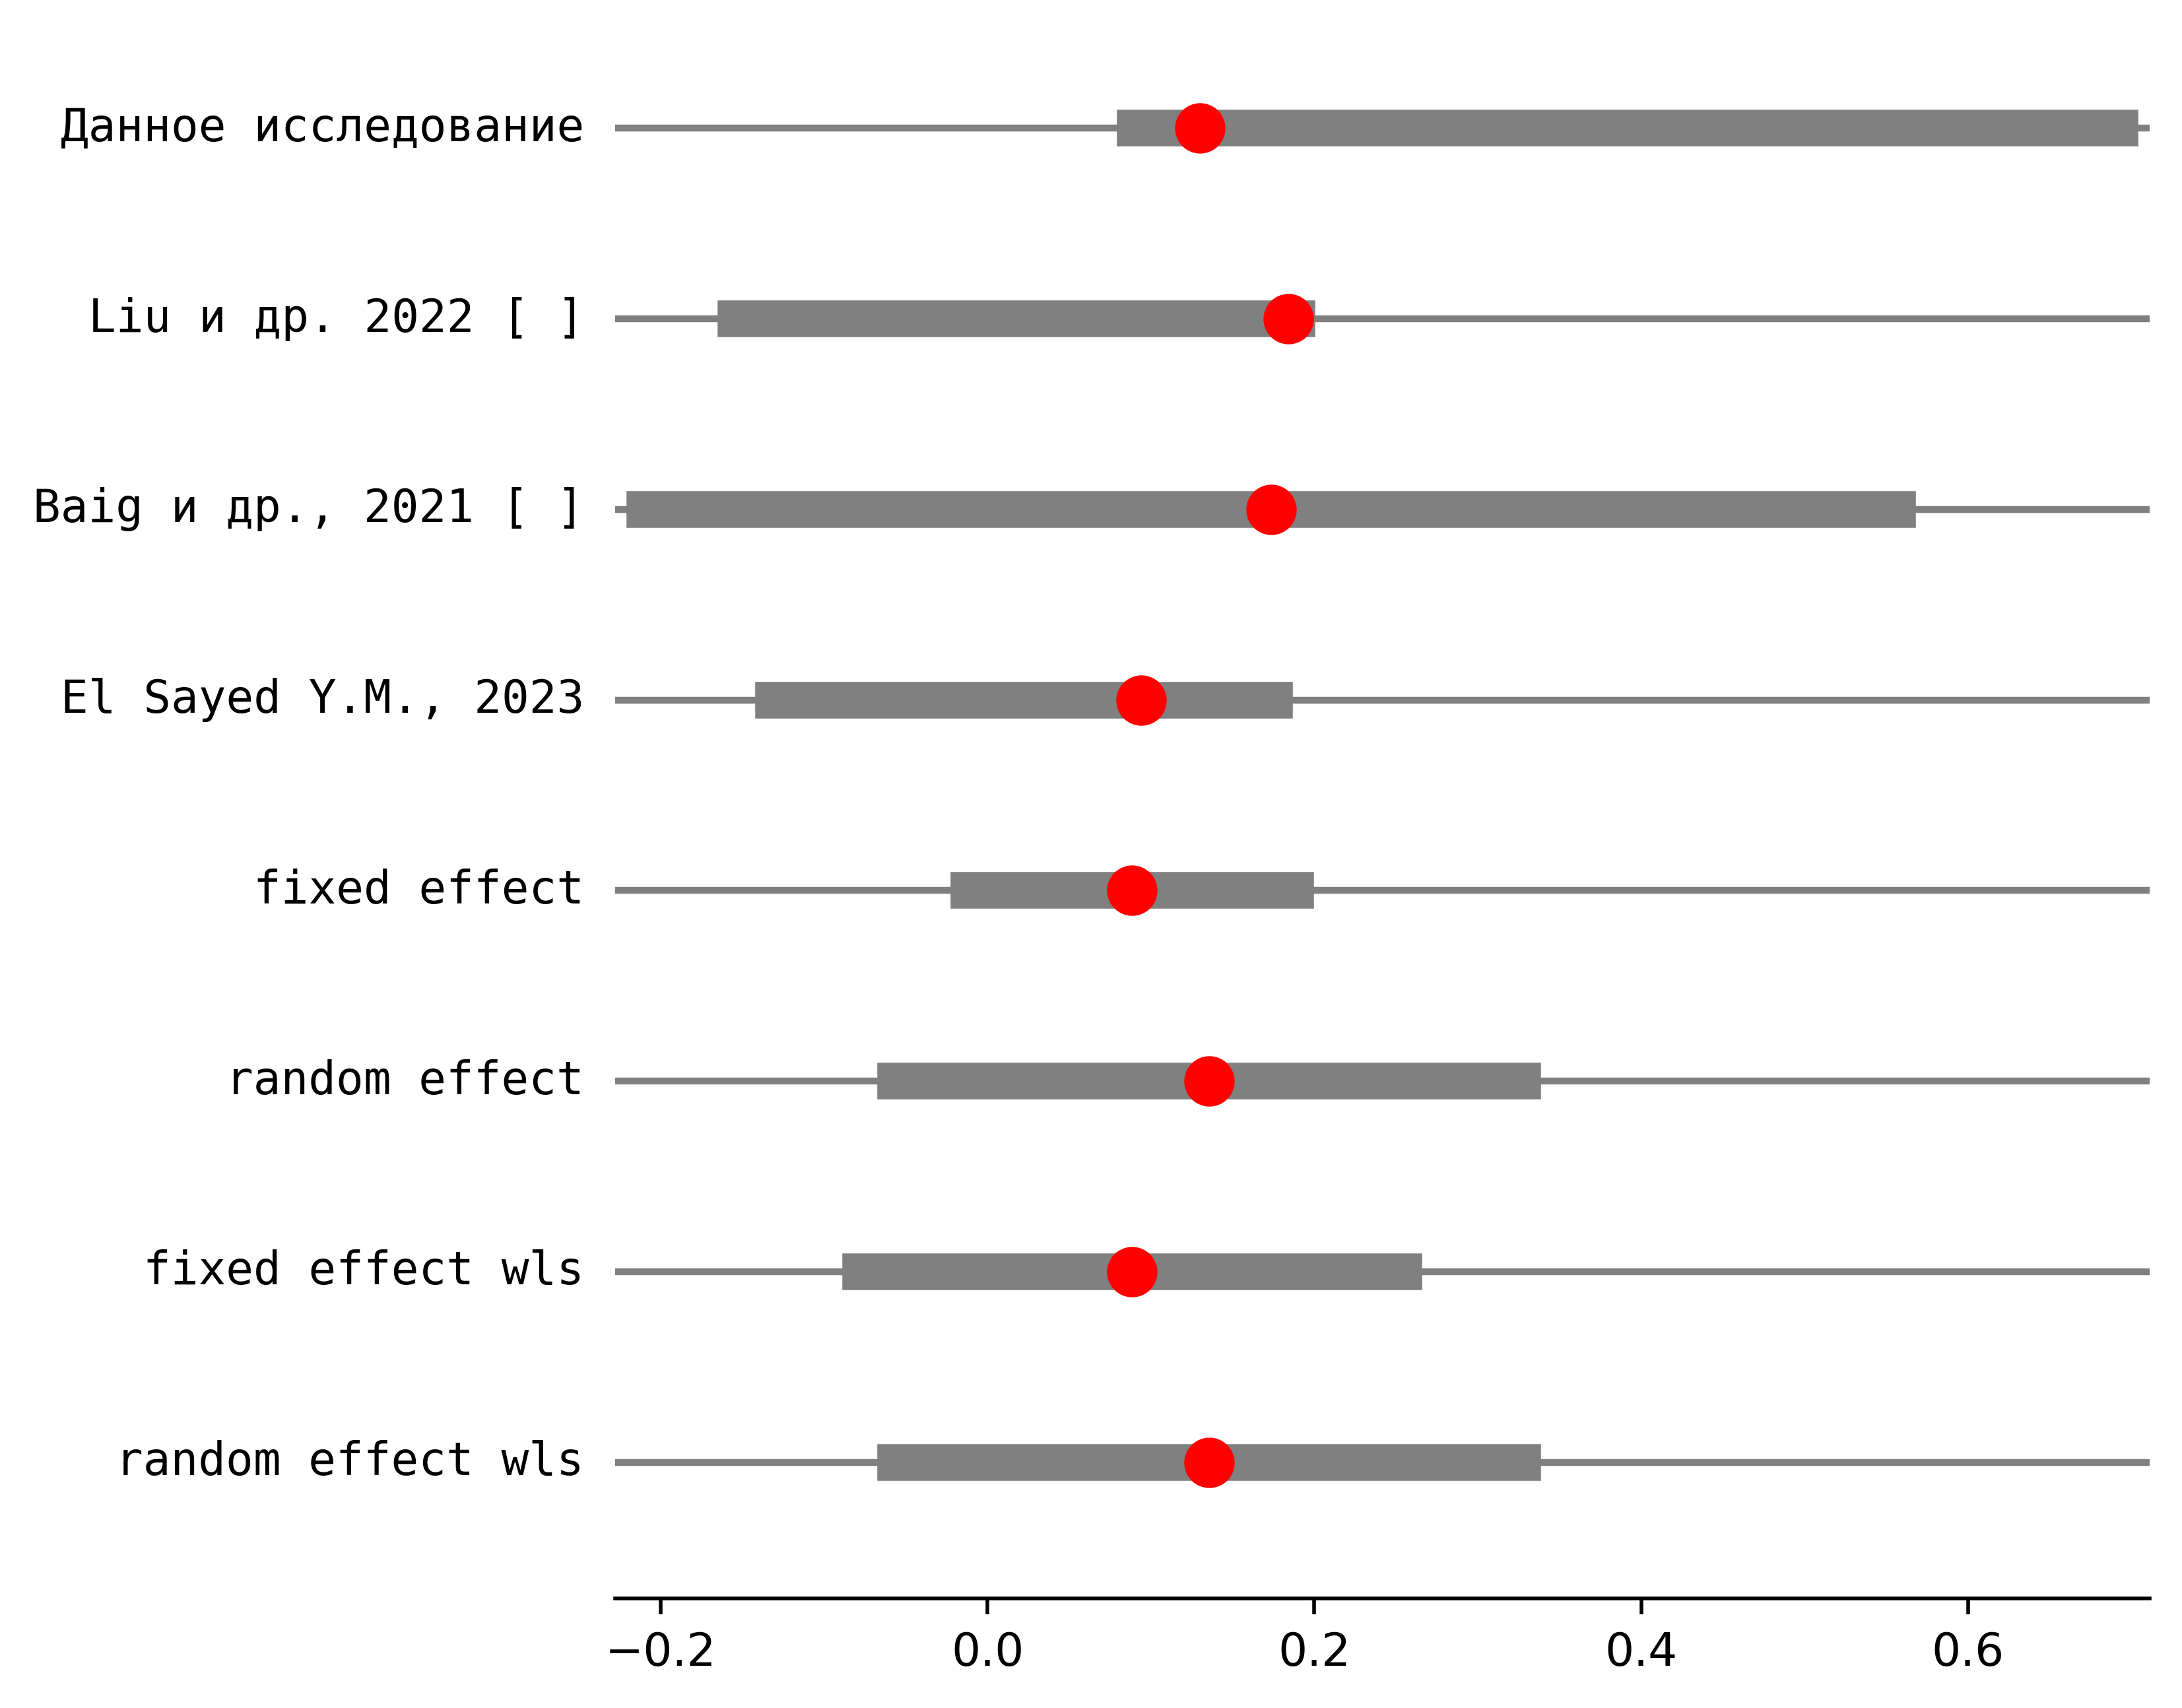 Данное исследование
Liu и др. 2022 [ ]
Baig и др., 2021 [ ]
El Sayed Y.M., 2023
fixed effect
random effect
fixed effect wls
random effect wls
−0.2 0.0 0.2 0.4 0.6